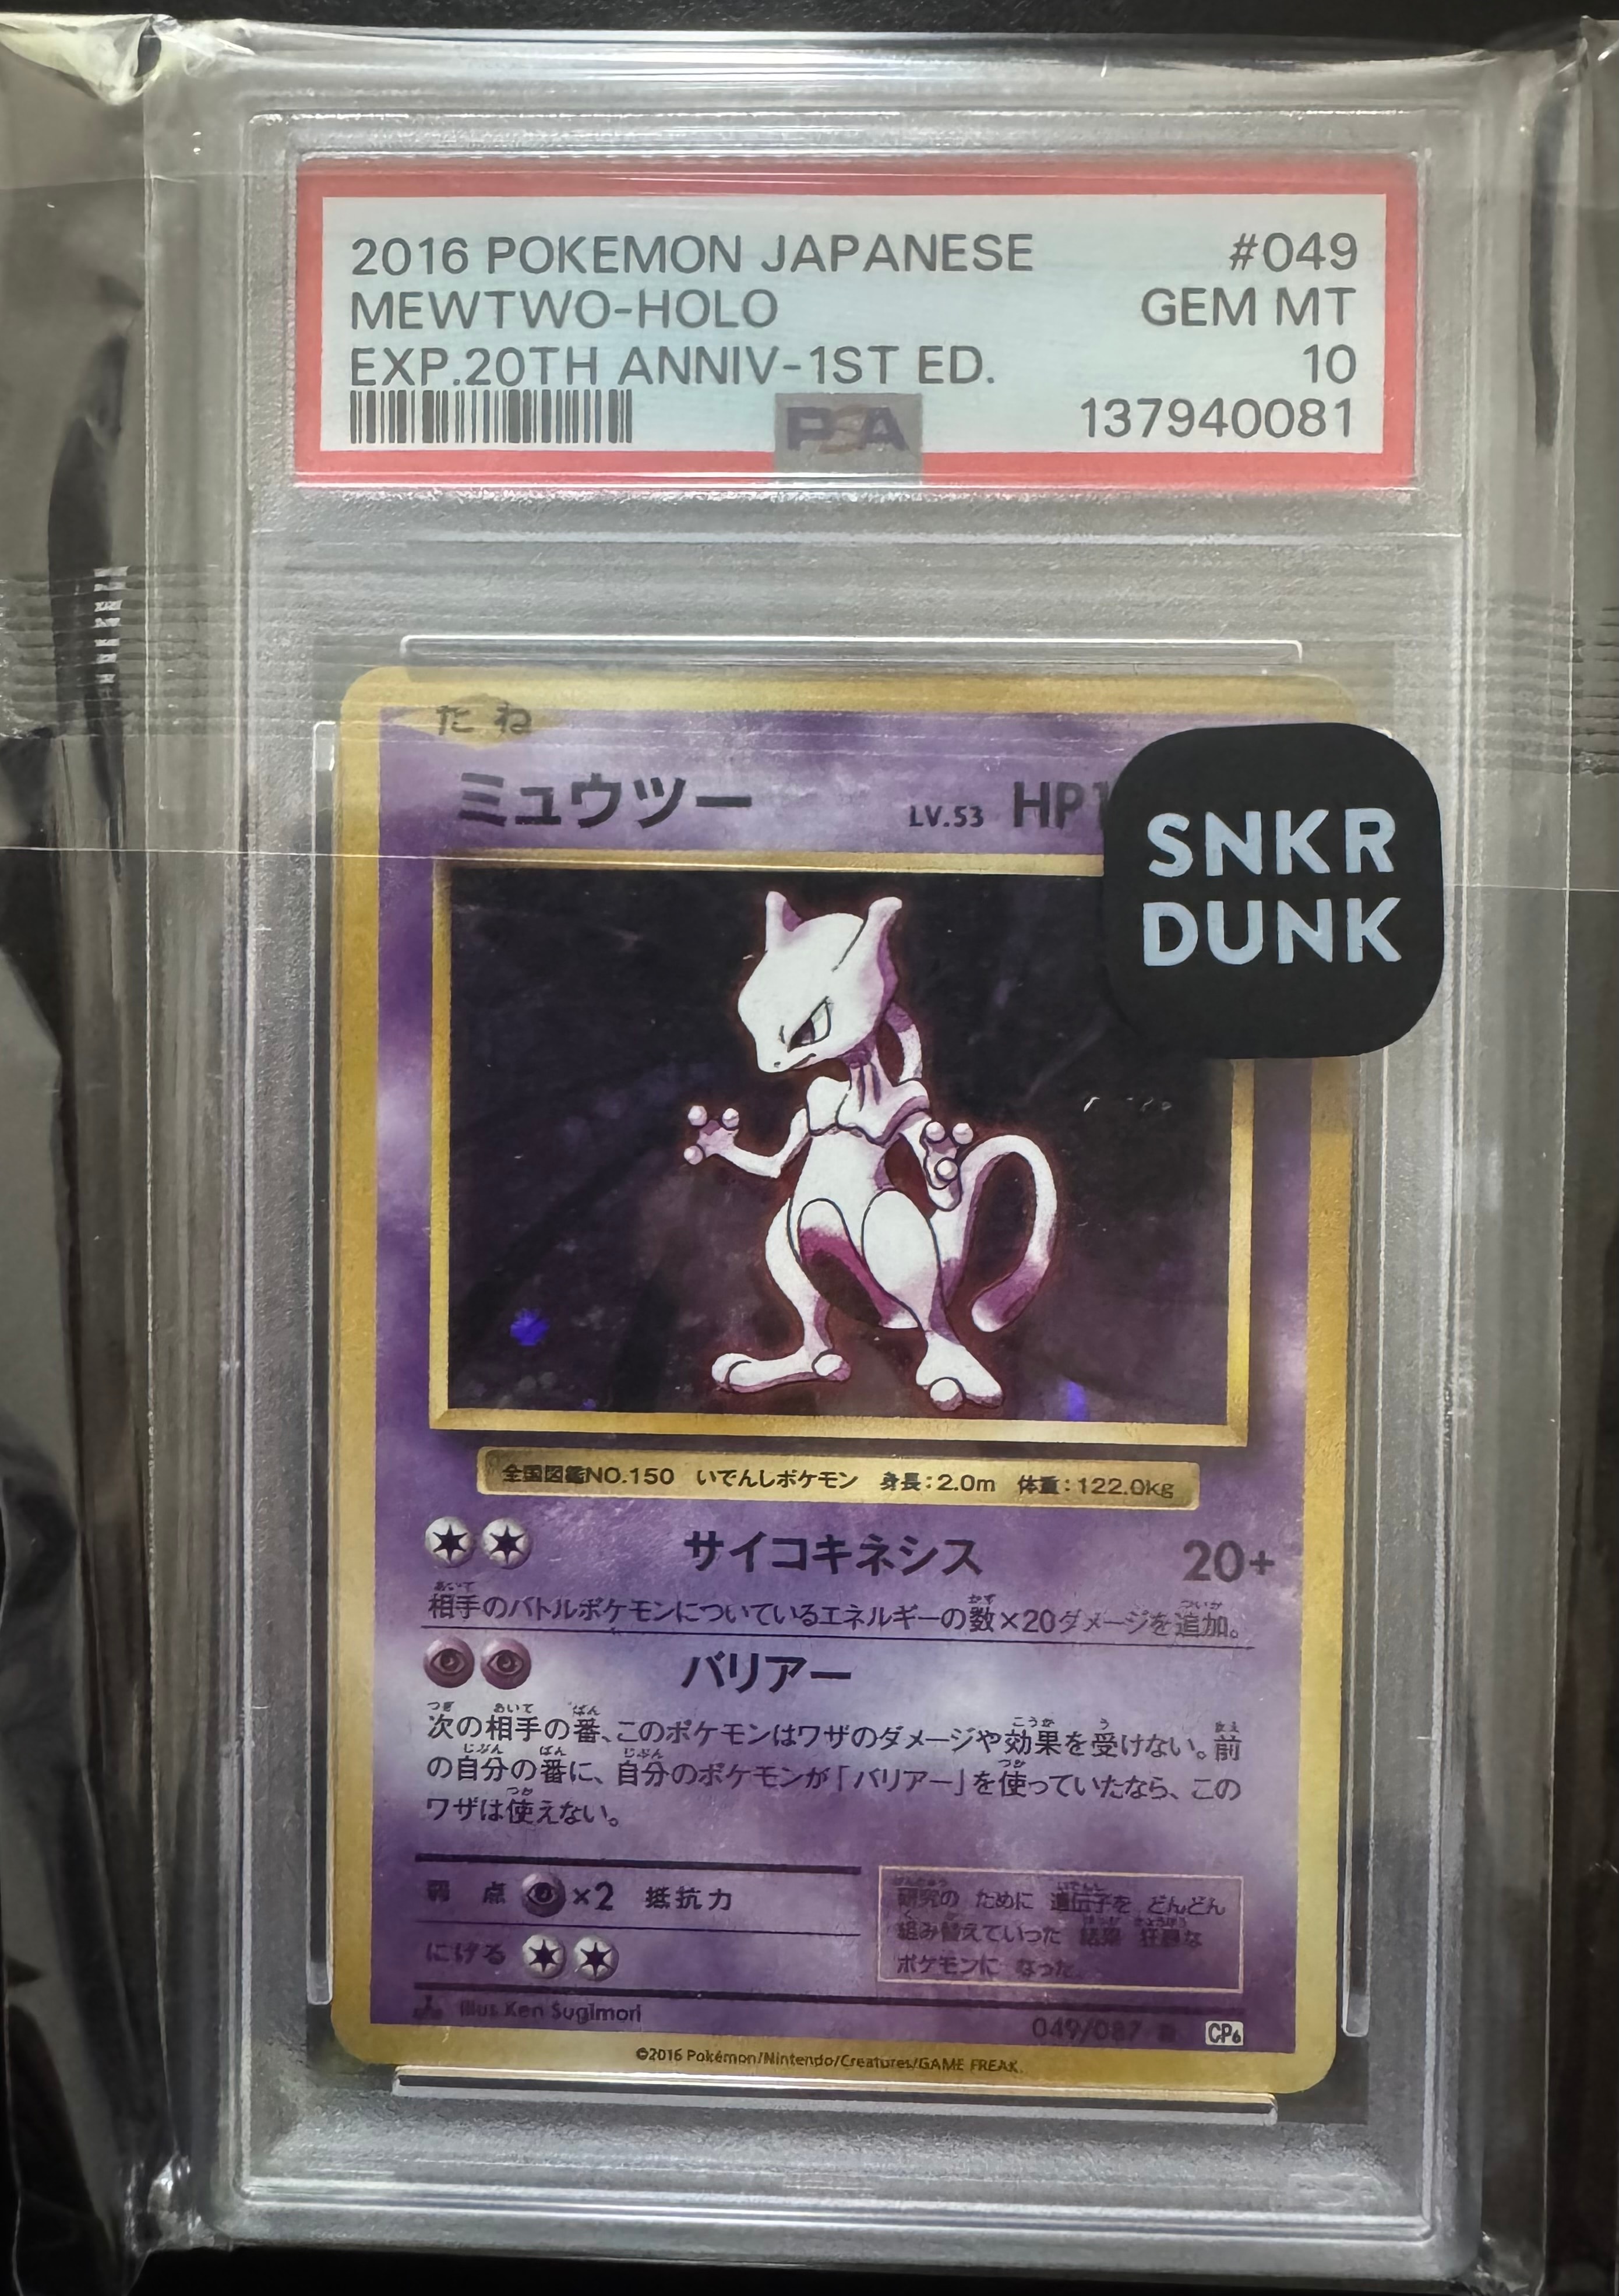 2016 POKEMON JAPANESE #049
MEWTWO-HOLO GEM MT
EXP.20TH ANNIV-1ST ED. 10
PSA 137940081
たね
ミュウツー LV.53 HP1
SNKR
DUNK
全国図鑑NO.150 いでんしポケモン 身長:2.0m 体重:122.0kg
サイコキネシス 20+
相手のバトルポケモンについているエネルギーの数×20ダメージを追加。
バリアー
次の相手の番、このポケモンはワザのダメージや効果を受けない。前
の自分の番に、自分のポケモンが「バリアー」を使っていたなら、この
ワザは使えない。
弱点 ×2 抵抗力
にげる
研究の ために 遺伝子を どんどん
組み替えていった 結果 狂暴な
ポケモンに なった。
Illus. Ken Sugimori
049/087 R CP6
©2016 Pokémon/Nintendo/Creatures/GAME FREAK.